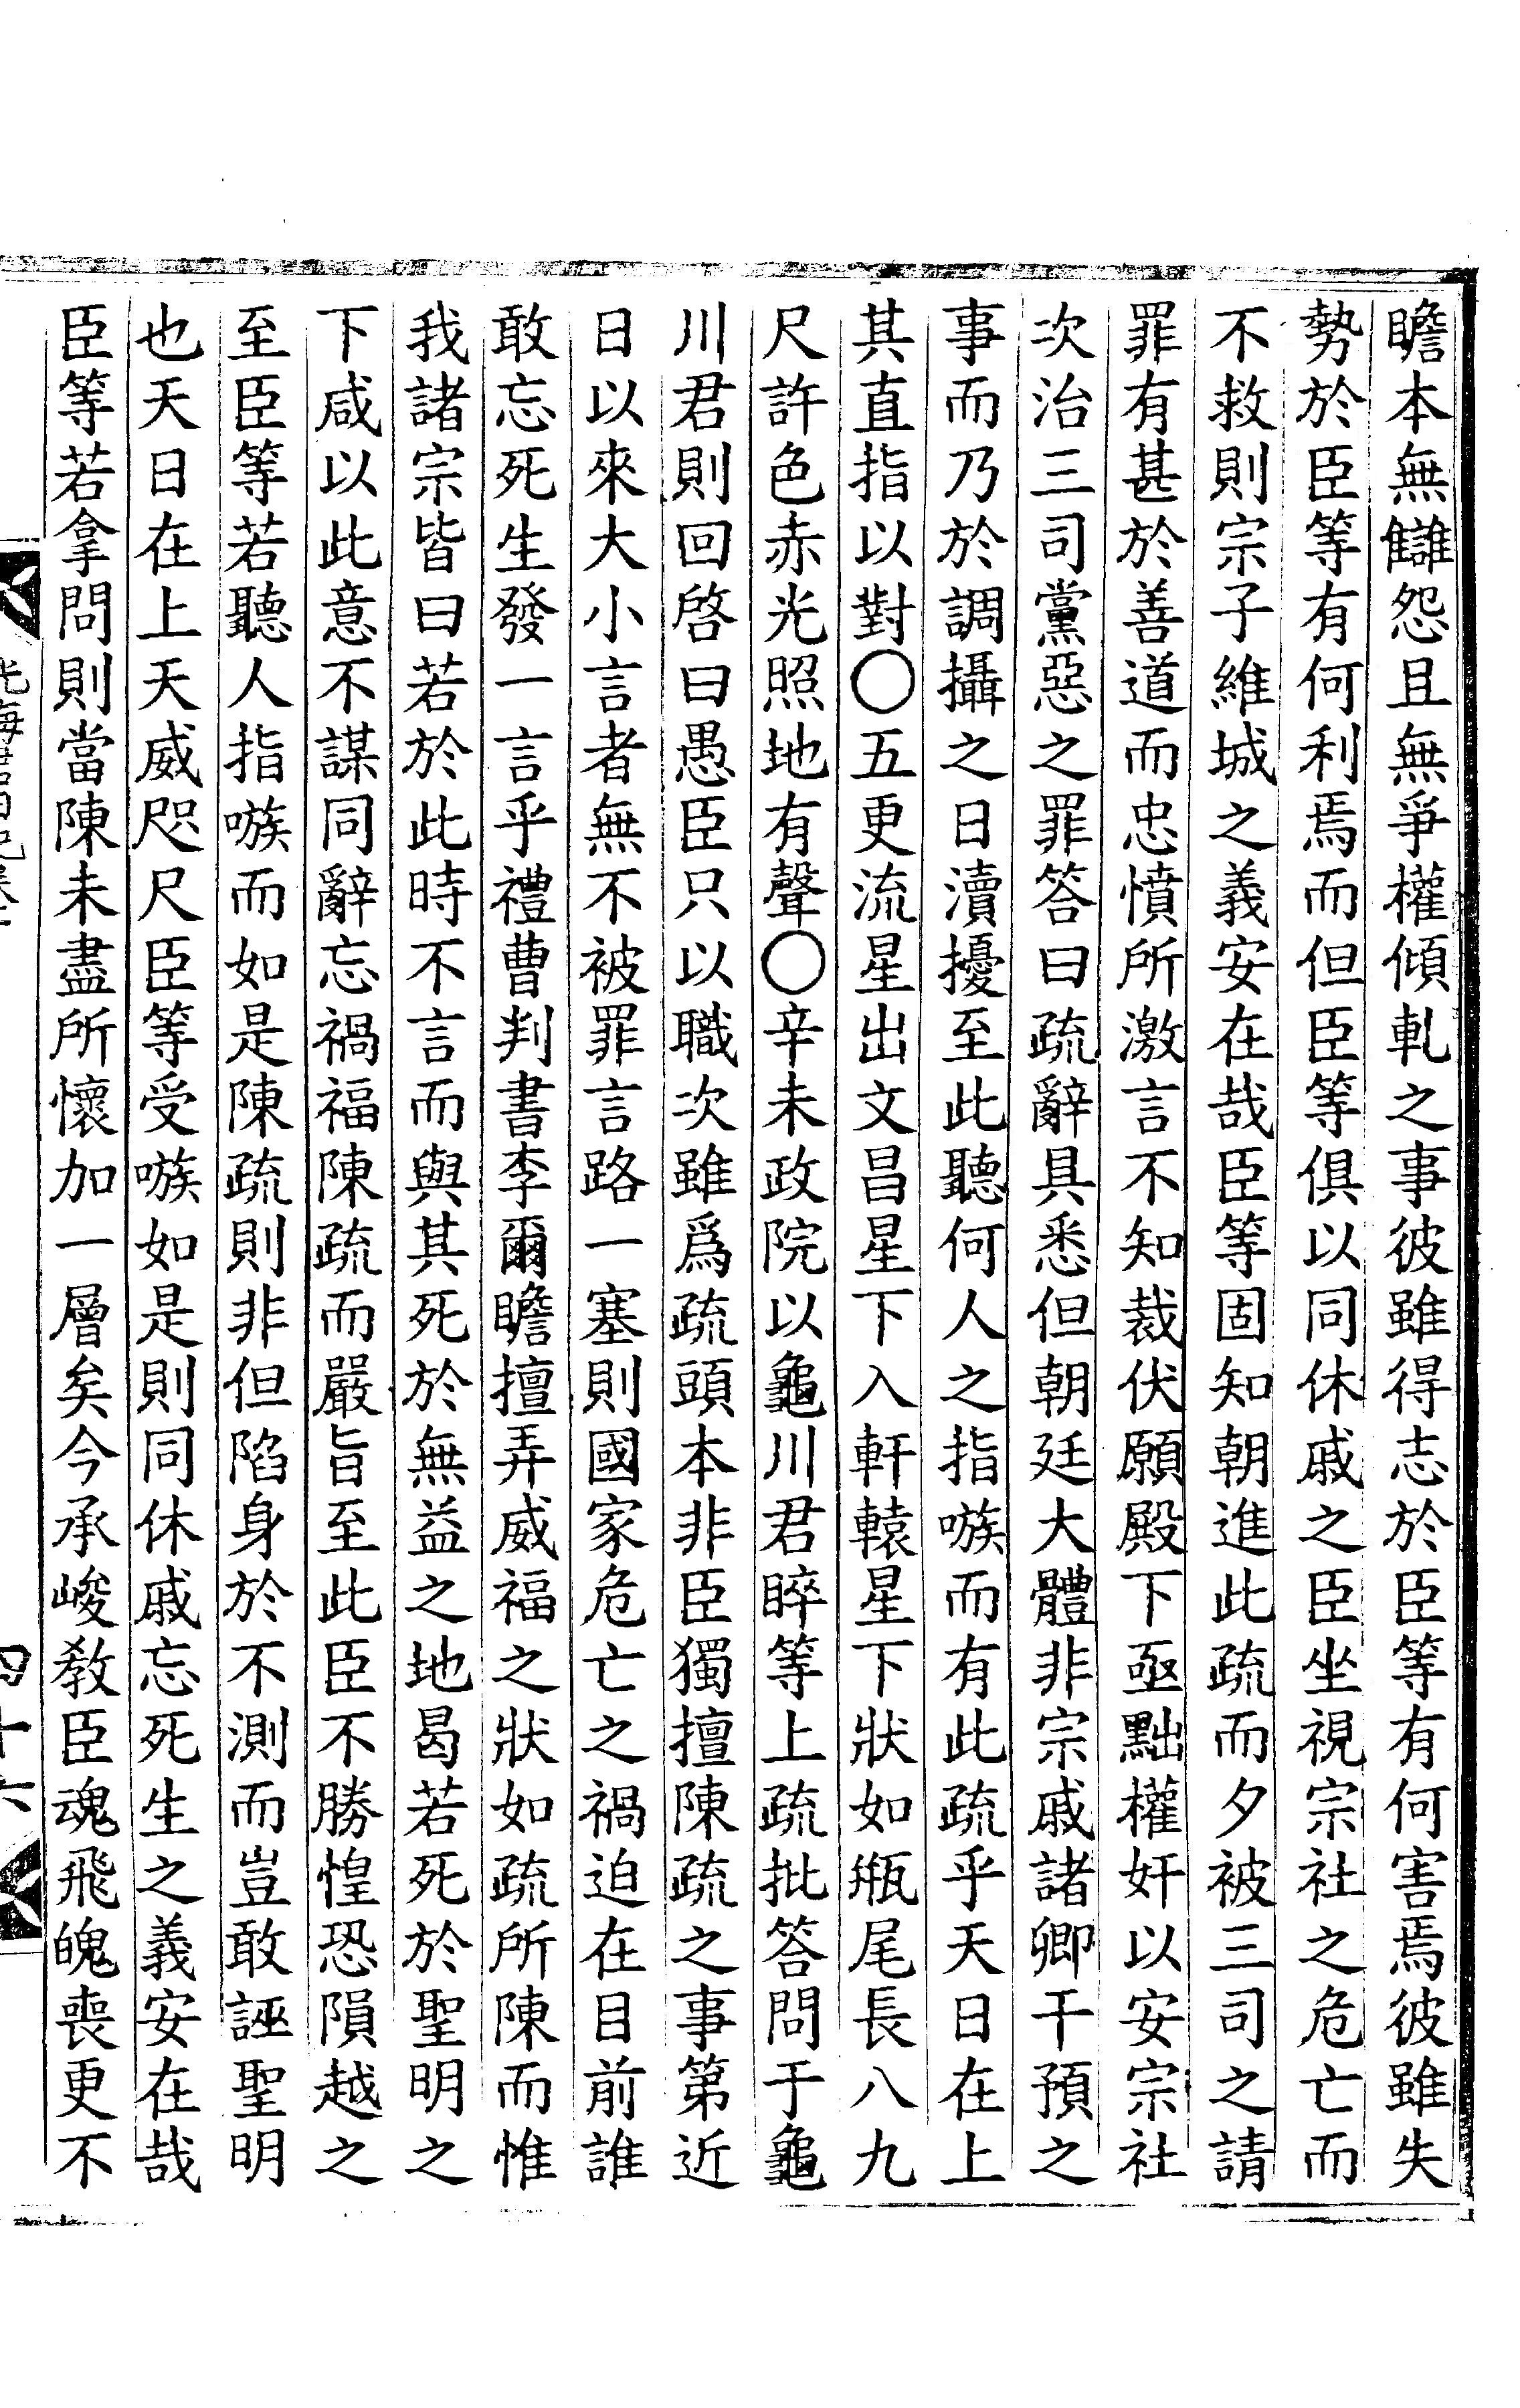 瞻本無讎怨且無爭權傾軋之事彼雖得志於臣等有何害焉彼雖失
勢於臣等有何利焉而但臣等俱以同休戚之臣坐視宗社之危亡而
不救則宗子維城之義安在哉臣等固知朝進此疏而夕被三司之請
罪有甚於善道而忠憤所激言不知裁伏願殿下亟黜權奸以安宗社
次治三司黨惡之罪答曰疏辭具悉但朝廷大體非宗戚諸卿干預之
事而乃於調攝之日瀆擾至此聽何人之指嗾而有此疏乎天日在上
其直指以對○五更流星出文昌星下入軒轅星下狀如瓶尾長八九
尺許色赤光照地有聲○辛未政院以龜川君睟等上疏批答問于龜
川君則回啓曰愚臣只以職次雖爲疏頭本非臣獨擅陳疏之事第近
日以來大小言者無不被罪言路一塞則國家危亡之禍迫在目前誰
敢忘死生發一言乎禮曹判書李爾瞻擅弄威福之狀如疏所陳而惟
我諸宗皆曰若於此時不言而與其死於無益之地曷若死於聖明之
下咸以此意不謀同辭忘禍福陳疏而嚴旨至此臣不勝惶恐隕越之
至臣等若聽人指嗾而如是陳疏則非但陷身於不測而豈敢誣聖明
也天日在上天威咫尺臣等受嗾如是則同休戚忘死生之義安在哉
臣等若拿問則當陳未盡所懷加一層矣今承峻敎臣魂飛魄喪更不
四十六